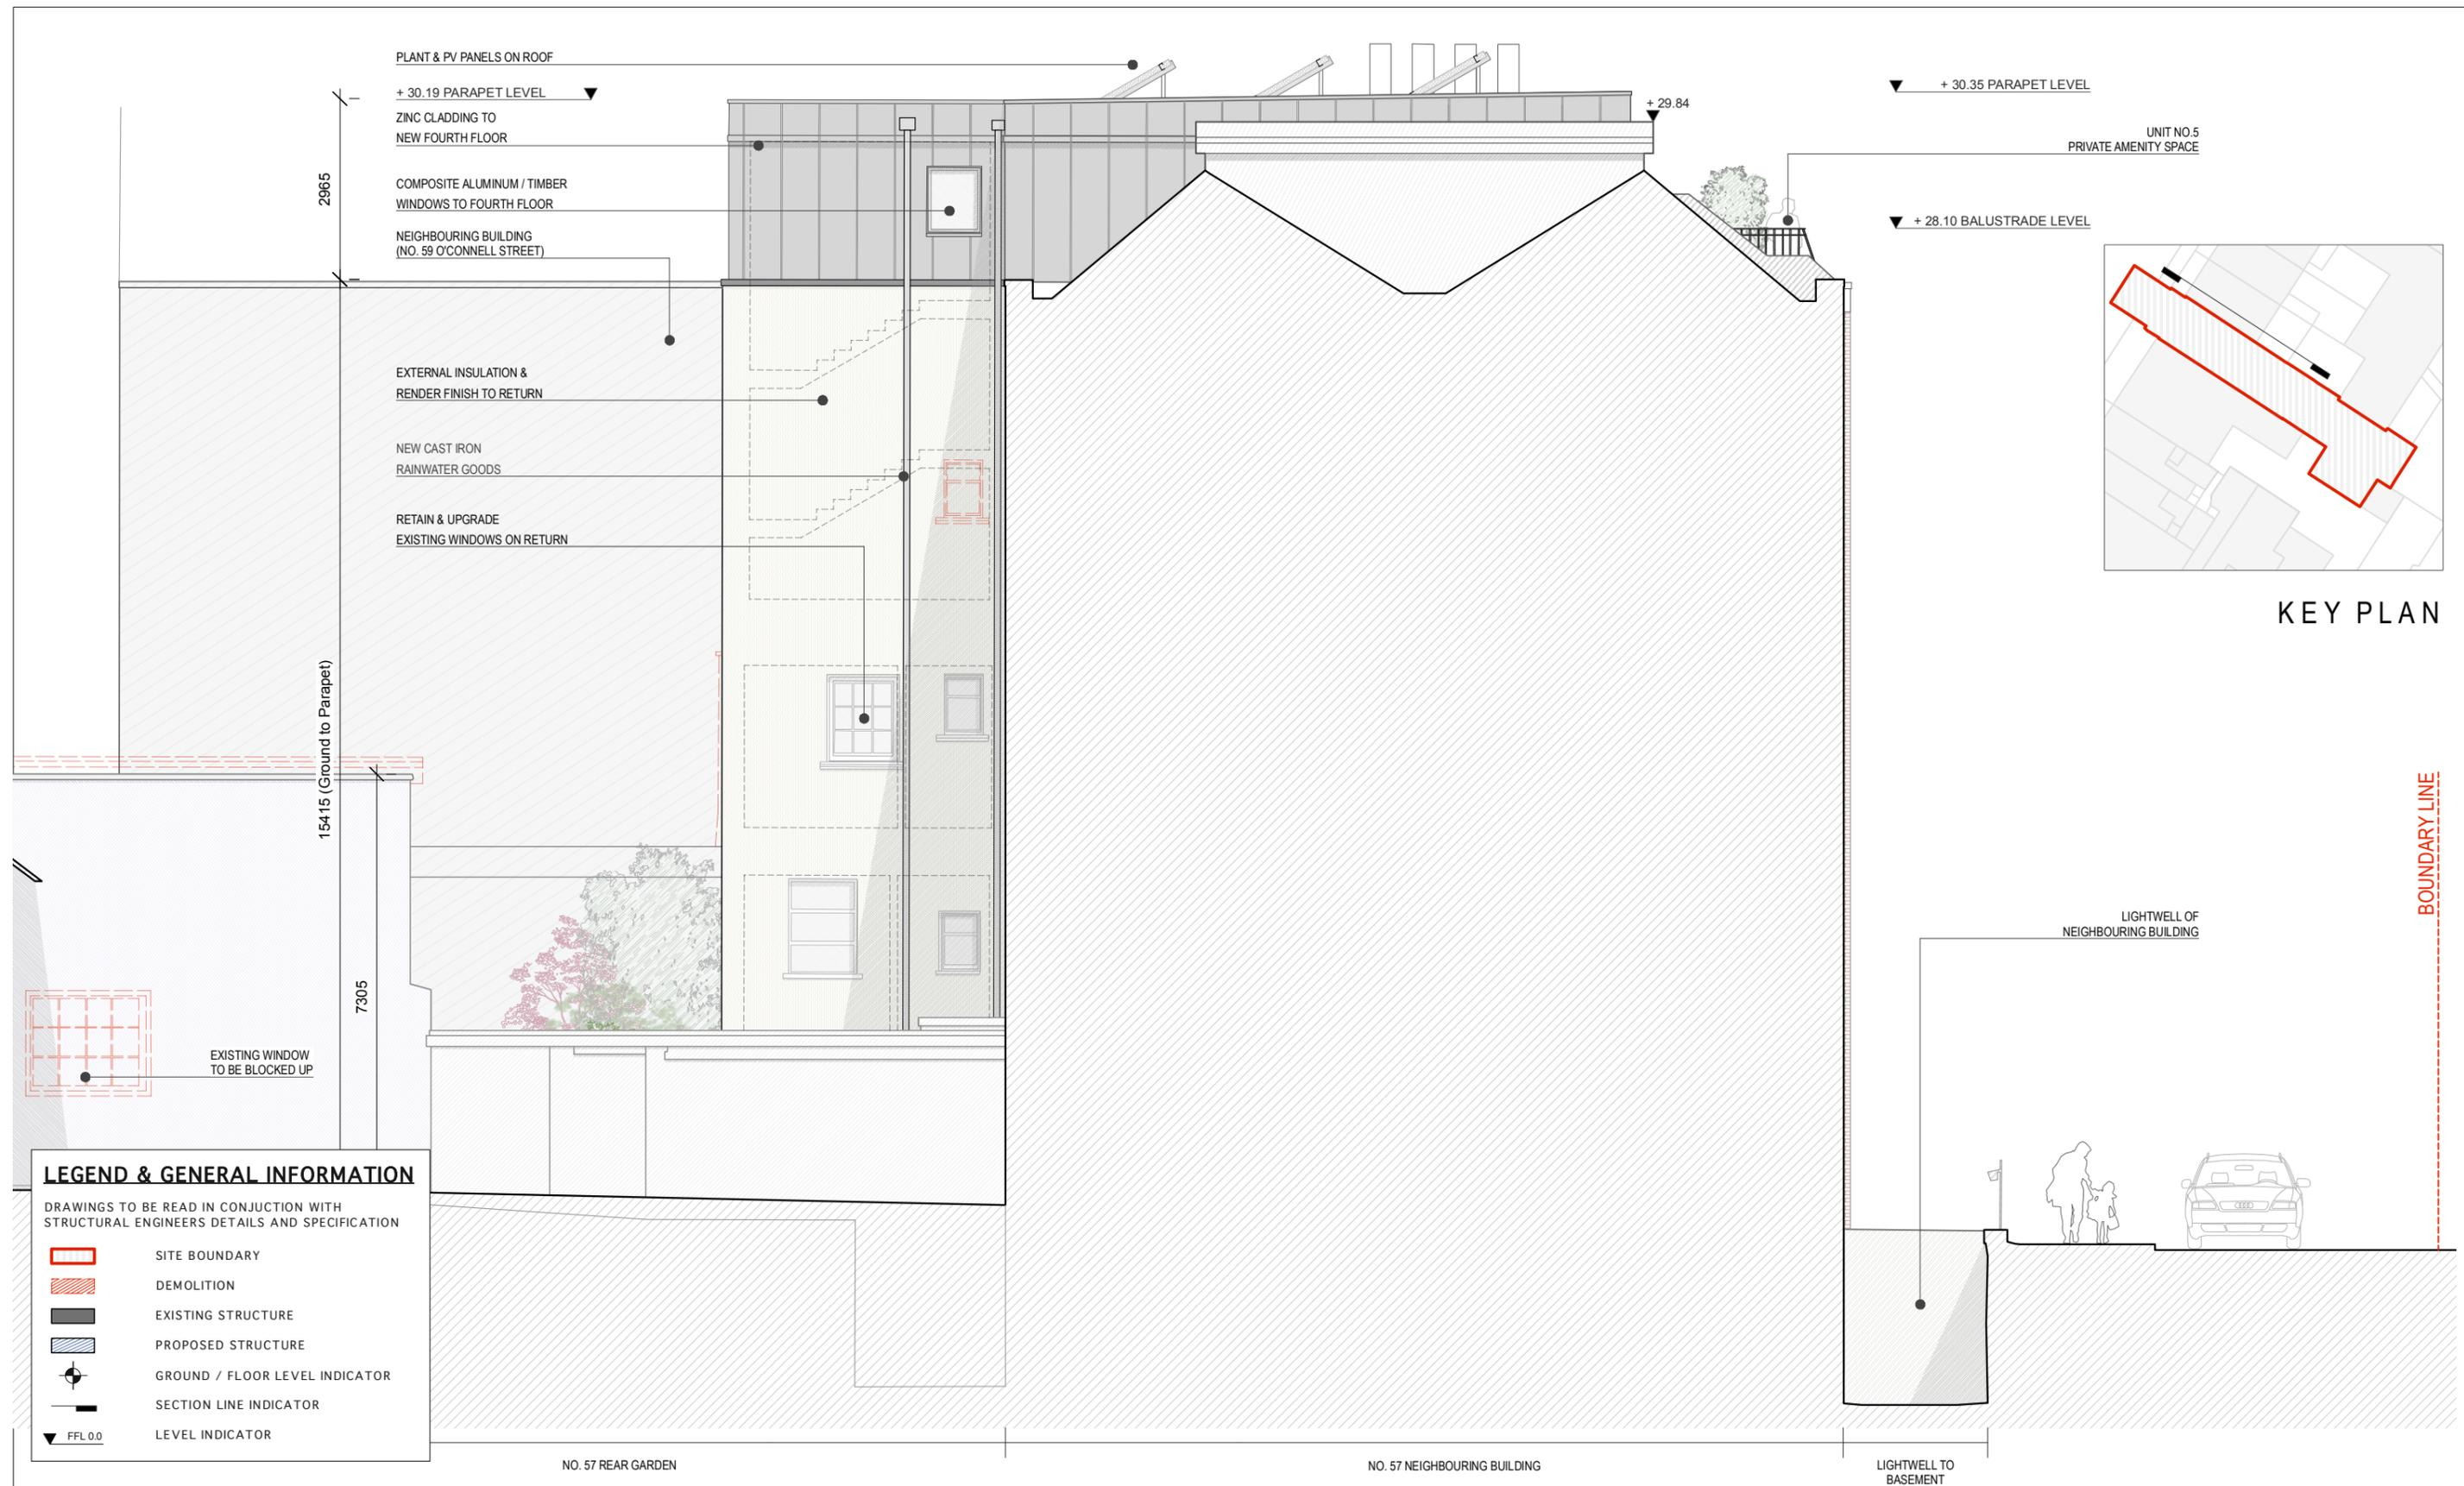 PLANT & PV PANELS ON ROOF
+ 30.19 PARAPET LEVEL
ZINC CLADDING TO
NEW FOURTH FLOOR
COMPOSITE ALUMINUM / TIMBER
WINDOWS TO FOURTH FLOOR
NEIGHBOURING BUILDING
(NO. 59 O'CONNELL STREET)
EXTERNAL INSULATION &
RENDER FINISH TO RETURN
NEW CAST IRON
RAINWATER GOODS
RETAIN & UPGRADE
EXISTING WINDOWS ON RETURN
2965
15415 (Ground to Parapet)
7305
EXISTING WINDOW
TO BE BLOCKED UP
+ 29.84
+ 30.35 PARAPET LEVEL
UNIT NO.5
PRIVATE AMENITY SPACE
+ 28.10 BALUSTRADE LEVEL
KEY PLAN
BOUNDARY LINE
LIGHTWELL OF
NEIGHBOURING BUILDING
LEGEND & GENERAL INFORMATION
DRAWINGS TO BE READ IN CONJUCTION WITH
STRUCTURAL ENGINEERS DETAILS AND SPECIFICATION
SITE BOUNDARY
DEMOLITION
EXISTING STRUCTURE
PROPOSED STRUCTURE
GROUND / FLOOR LEVEL INDICATOR
SECTION LINE INDICATOR
FFL 0.0 LEVEL INDICATOR
NO. 57 REAR GARDEN
NO. 57 NEIGHBOURING BUILDING
LIGHTWELL TO
BASEMENT